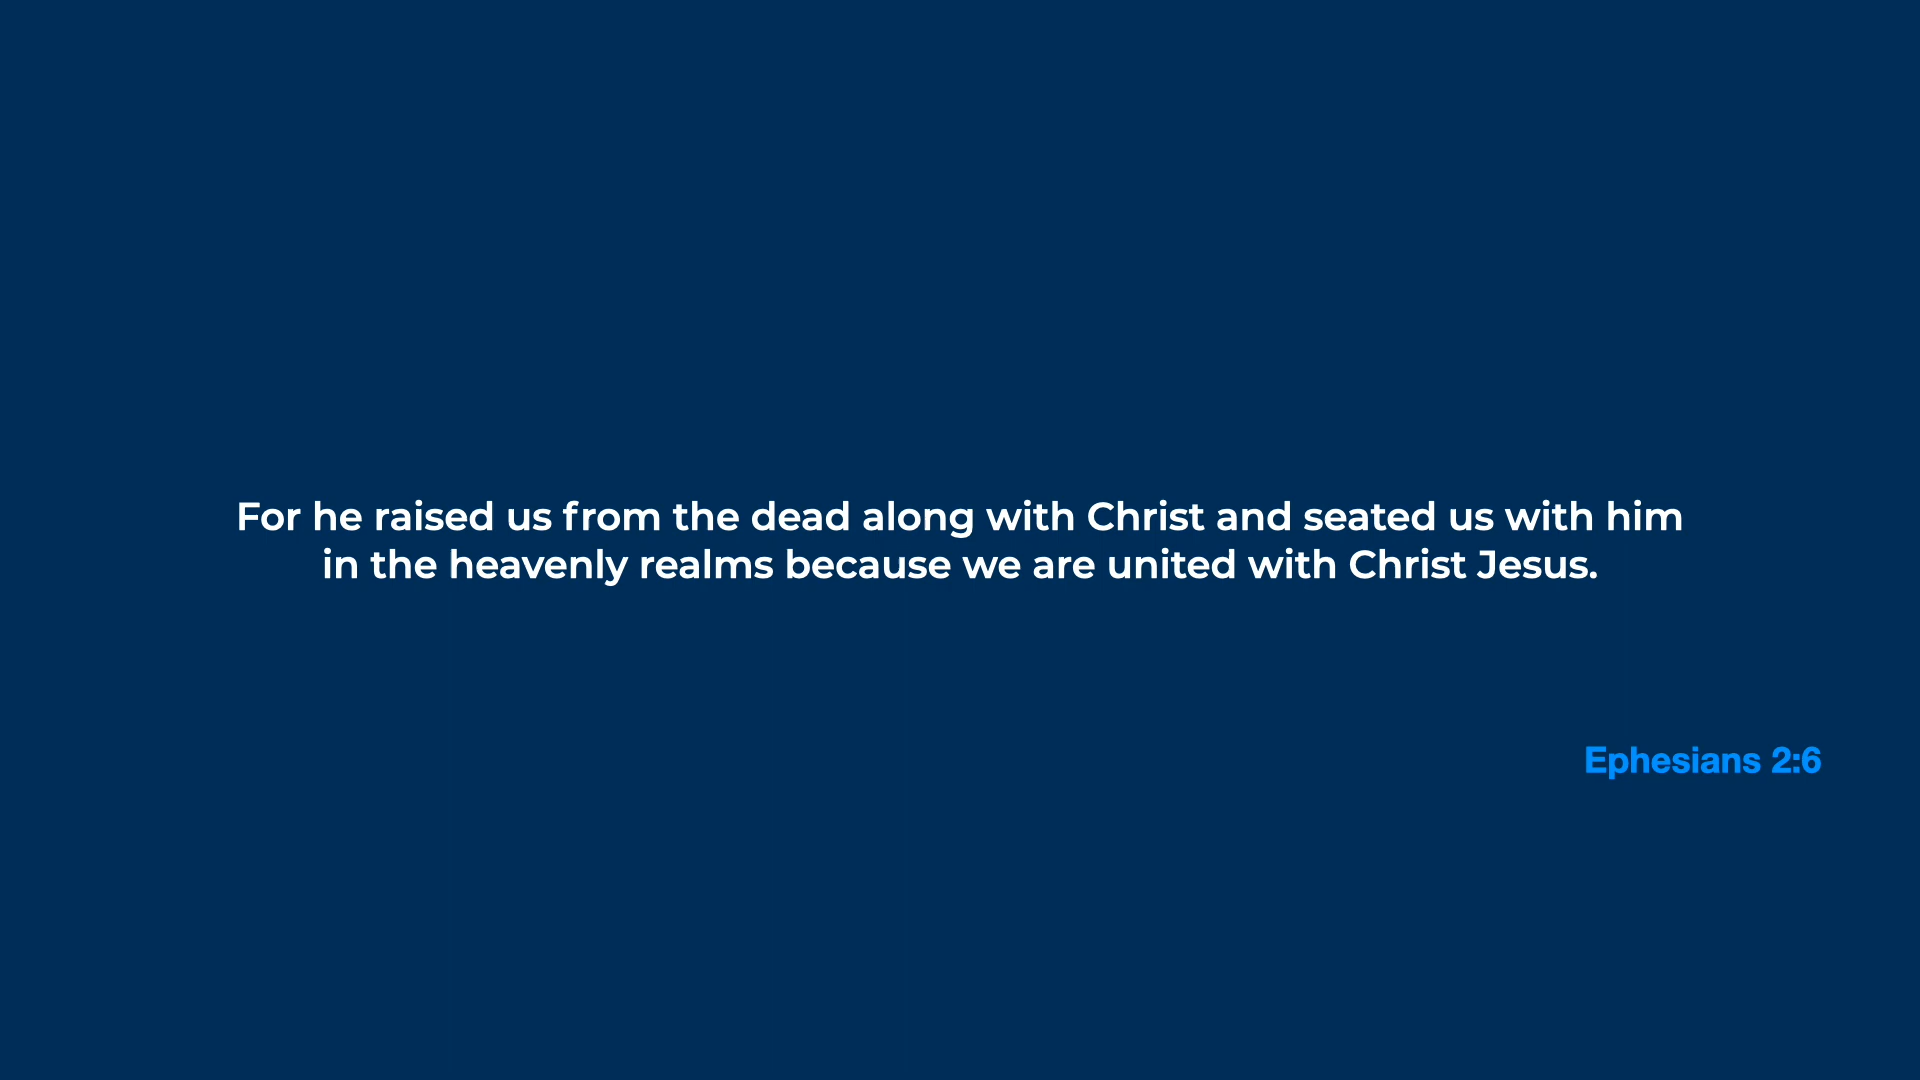 For he raised us from the dead along with Christ and seated us with him
in the heavenly realms because we are united with Christ Jesus.
Ephesians 2:6